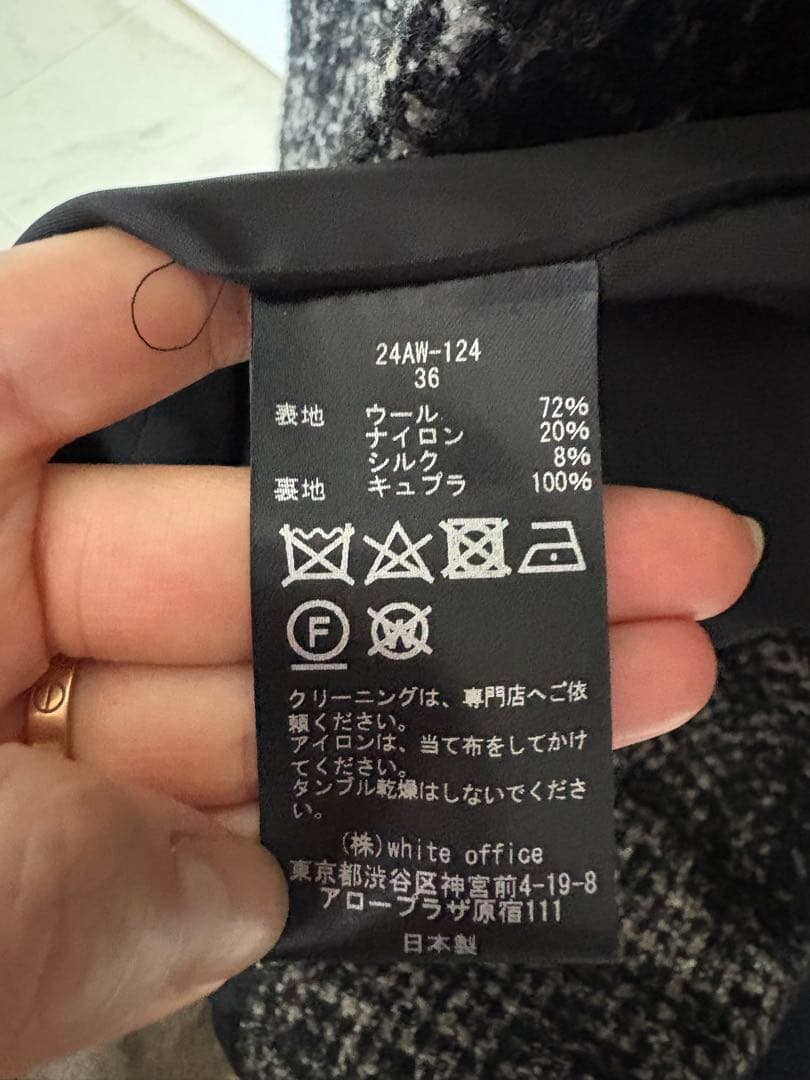 24AW-124
36
表地 ウール 72%
ナイロン 20%
シルク 8%
裏地 キュプラ 100%
F
W
クリーニングは、専門店へご依
頼ください。
アイロンは、当て布をしてかけ
てください。
タンブル乾燥はしないでくださ
い。
(株)white office
東京都渋谷区神宮前4-19-8
アロープラザ原宿111
日本製